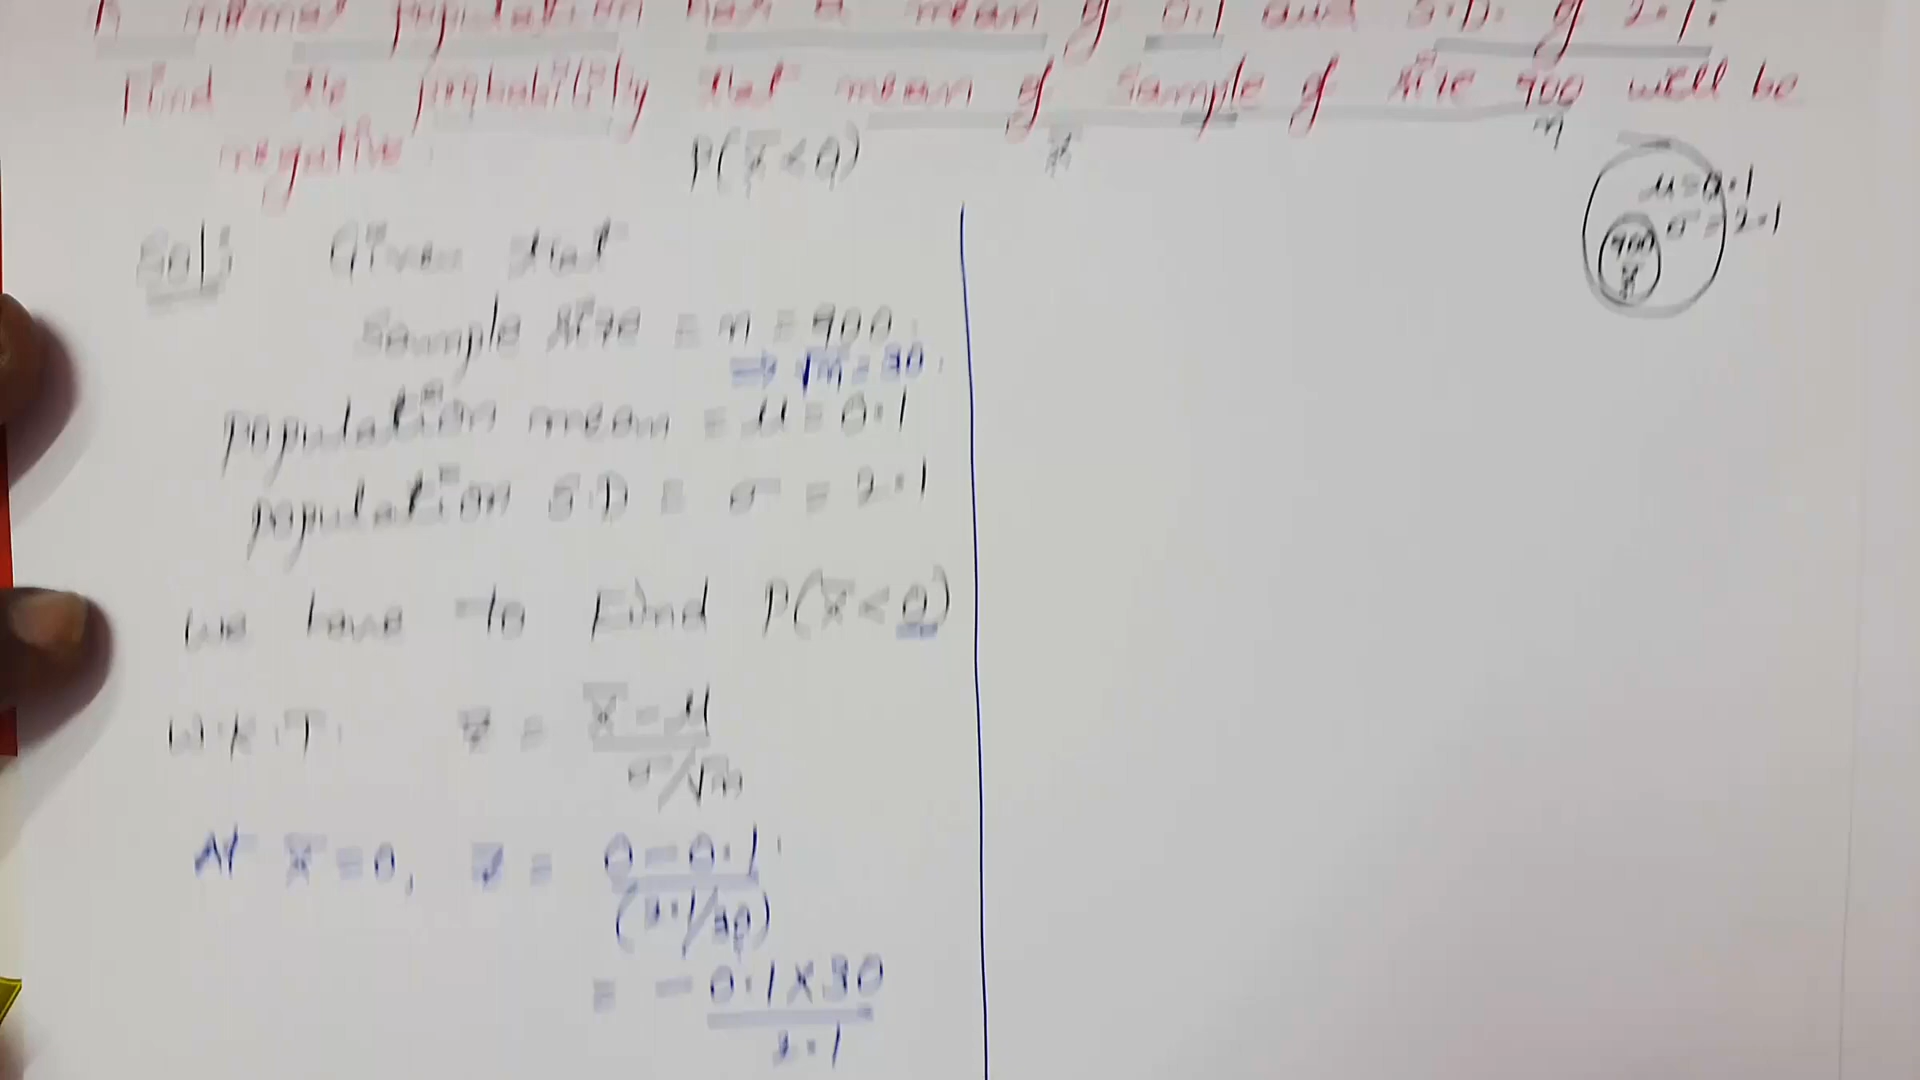 A normal population has a mean of 0.1 and S.D. of 2.1.
Find the probability that mean of sample of size 900 will be
n
negative.
P(x̄ < 0)
x̄
μ = 0.1
σ = 2.1
900
x̄
Sol:
Given that
Sample size = n = 900.
⇒ √n = 30.
population mean = μ = 0.1
population S.D = σ = 2.1
we have to Find P(x̄ < 0)
W.K.T. z = (x̄ - μ)/(σ/√n)
At x̄ = 0, z = (0 - 0.1)/(2.1/30)
= - (0.1 × 30)/2.1